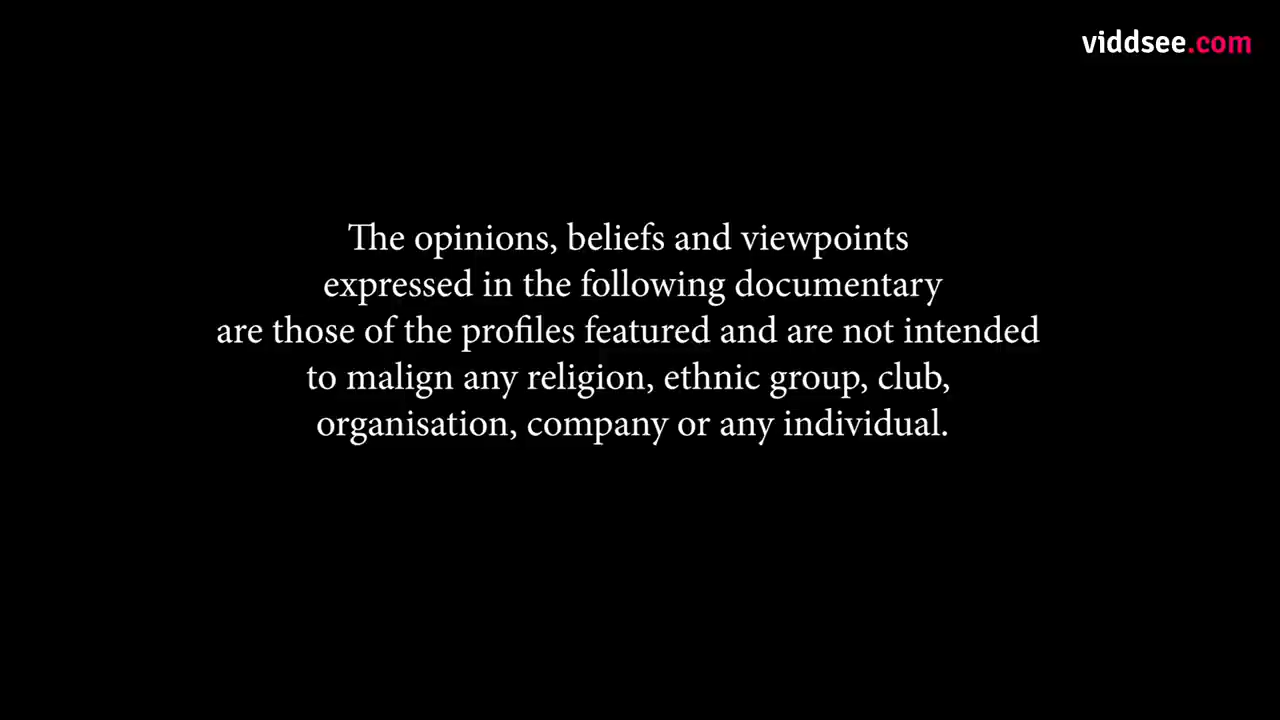 viddsee.com
The opinions, beliefs and viewpoints
expressed in the following documentary
are those of the profiles featured and are not intended
to malign any religion, ethnic group, club,
organisation, company or any individual.